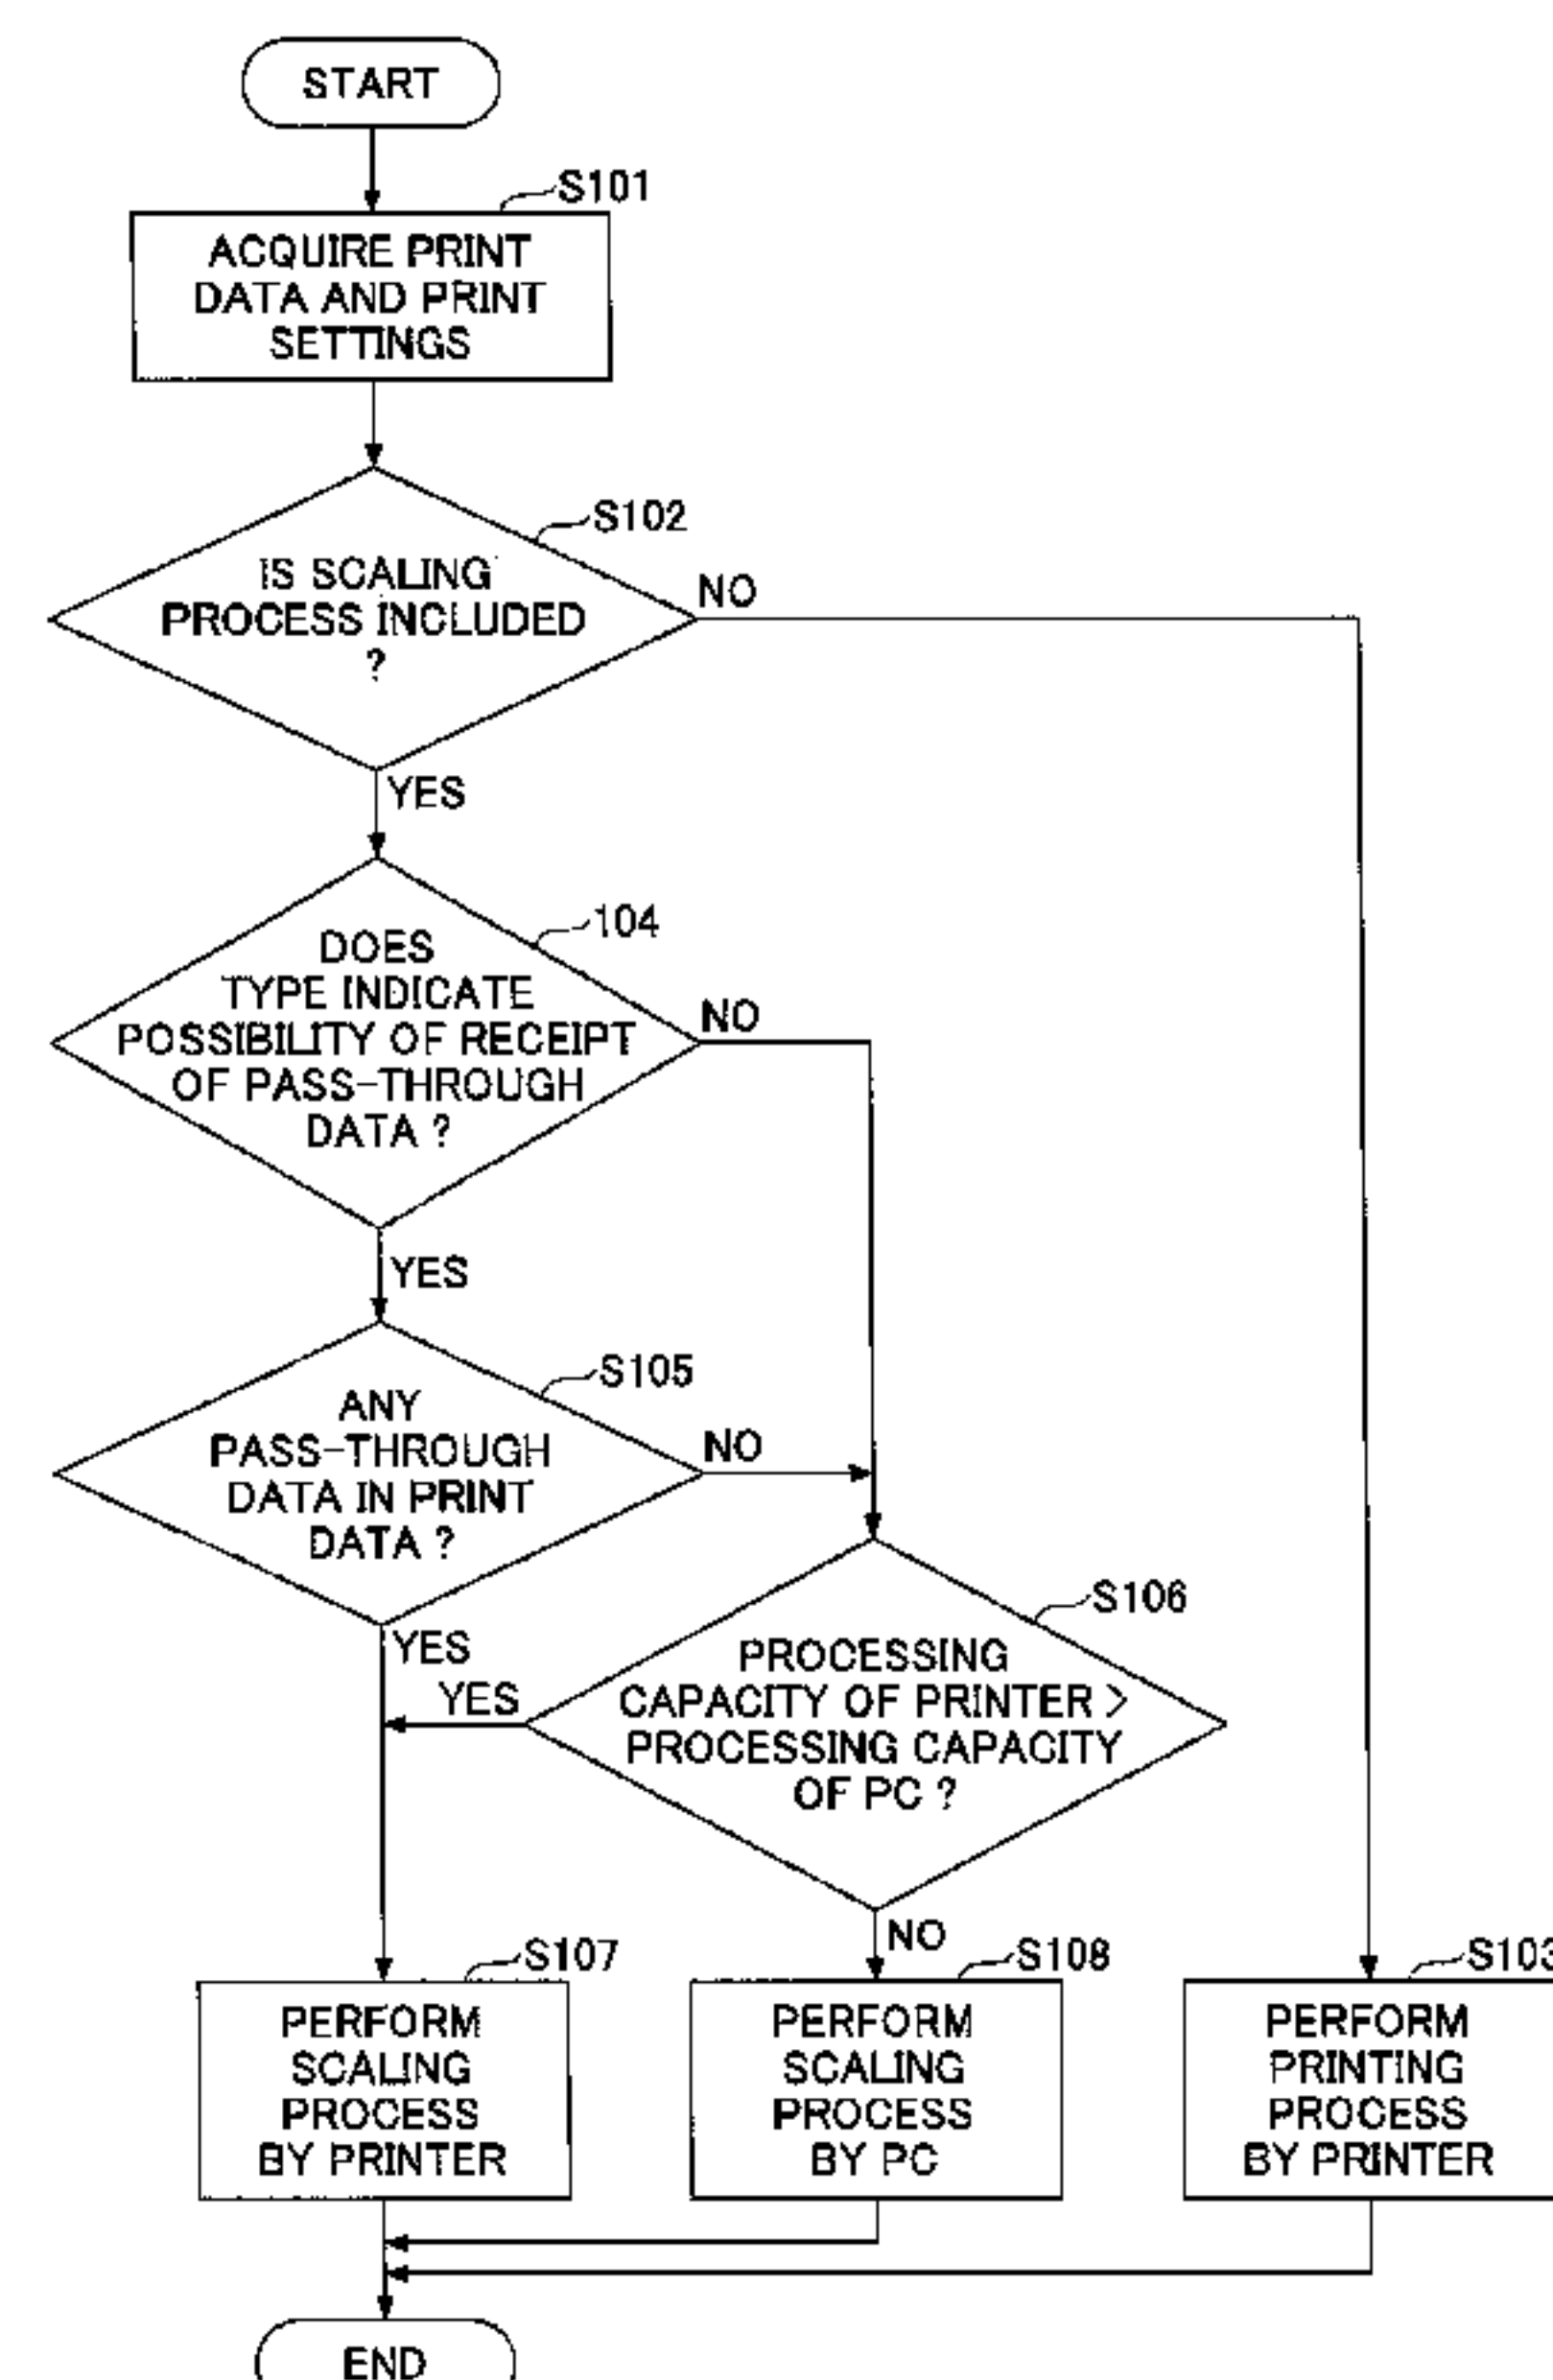 START
S101
ACQUIRE PRINT
DATA AND PRINT
SETTINGS
S102
IS SCALING
PROCESS INCLUDED
?
NO
YES
104
DOES
TYPE INDICATE
POSSIBILITY OF RECEIPT
OF PASS-THROUGH
DATA ?
NO
YES
S105
ANY
PASS-THROUGH
DATA IN PRINT
DATA ?
NO
YES
S106
PROCESSING
CAPACITY OF PRINTER >
PROCESSING CAPACITY
OF PC ?
YES
NO
S107
PERFORM
SCALING
PROCESS
BY PRINTER
S108
PERFORM
SCALING
PROCESS
BY PC
S103
PERFORM
PRINTING
PROCESS
BY PRINTER
END